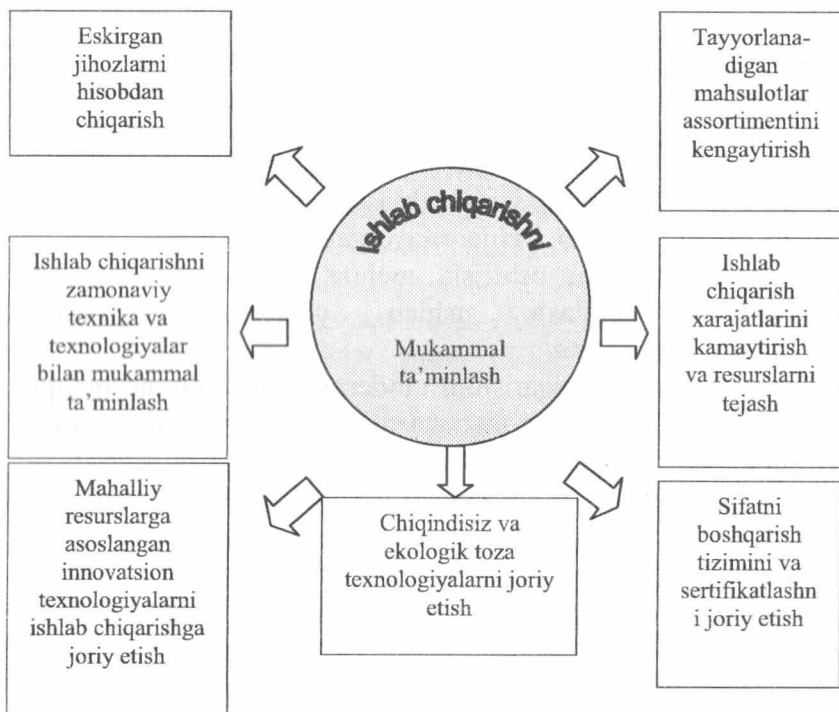 Eskirgan
jihozlarni
hisobdan
chiqarish
Tayyorlana-
digan
mahsulotlar
assortimentini
kengaytirish
Ishlab chiqarishni
Mukammal
ta’minlash
Ishlab chiqarishni
zamonaviy
texnika va
texnologiyalar
bilan mukammal
ta’minlash
Ishlab
chiqarish
xarajatlarini
kamaytirish
va resurslarni
tejash
Mahalliy
resurslarga
asoslangan
innovatsion
texnologiyalarni
ishlab chiqarishga
joriy etish
Chiqindisiz va
ekologik toza
texnologiyalarni joriy
etish
Sifatni
boshqarish
tizimini va
sertifikatlashn
i joriy etish